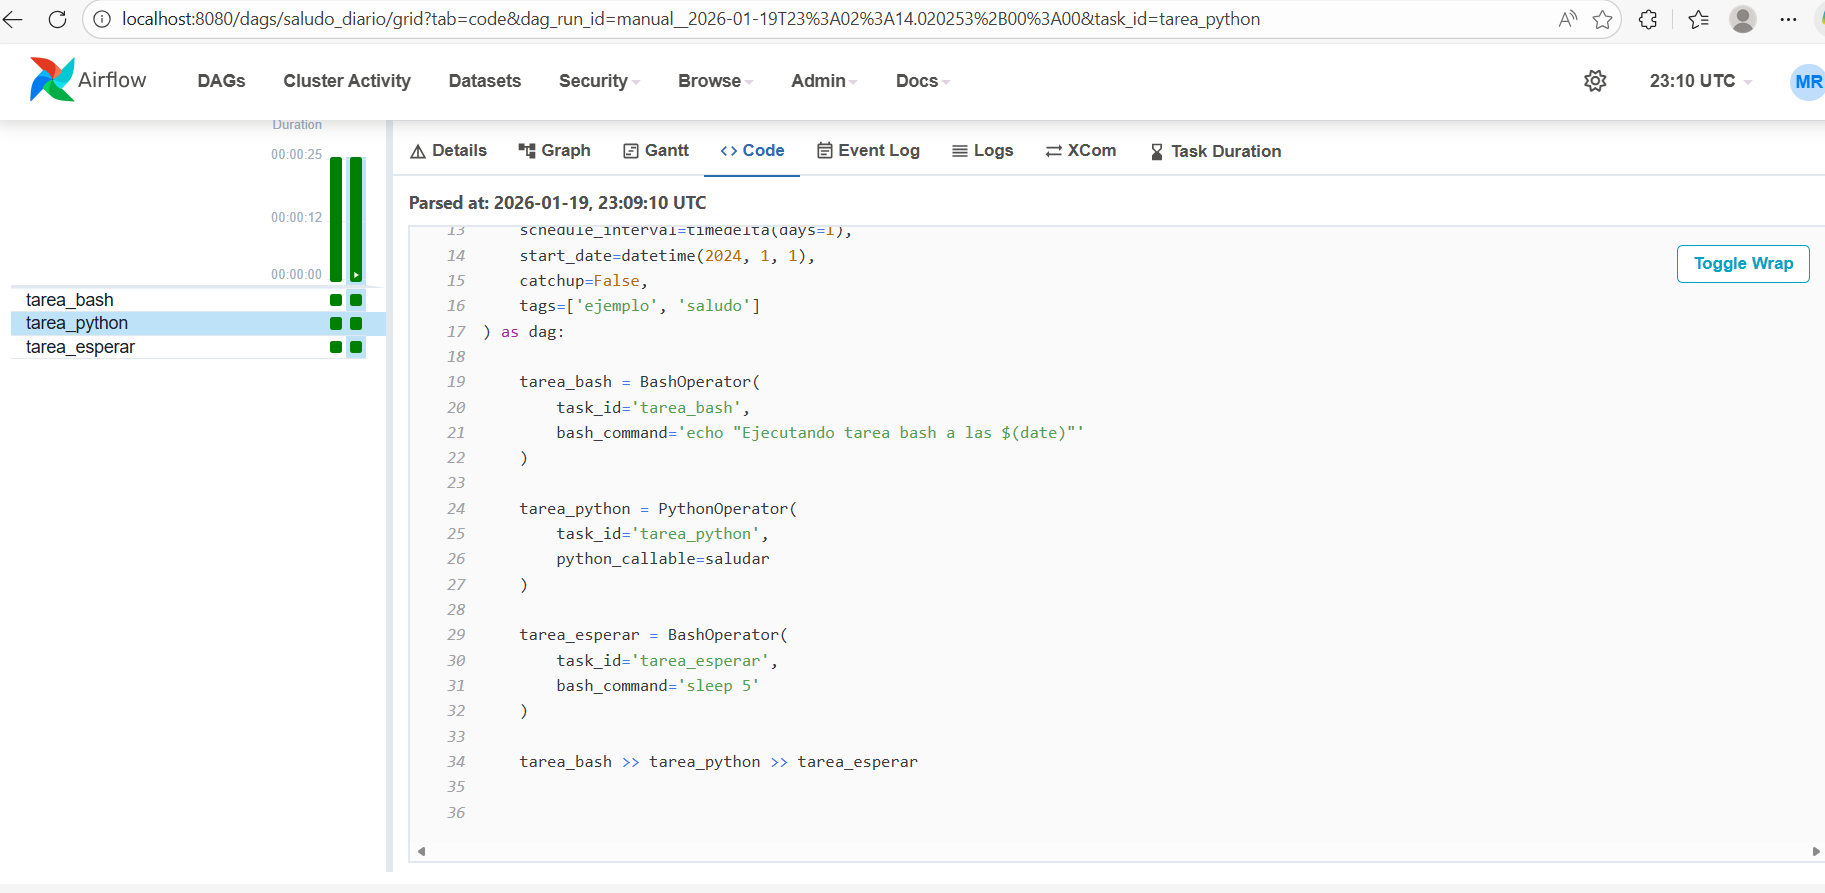 localhost:8080/dags/saludo_diario/grid?tab=code&dag_run_id=manual__2026-01-19T23%3A02%3A14.020253%2B00%3A00&task_id=tarea_python
Airflow DAGs Cluster Activity Datasets Security Browse Admin Docs 23:10 UTC MR
Duration
00:00:25
00:00:12
00:00:00
tarea_bash
tarea_python
tarea_esperar
Details Graph Gantt Code Event Log Logs XCom Task Duration
Parsed at: 2026-01-19, 23:09:10 UTC
Toggle Wrap
13 schedule_interval=timedelta(days=1),
14 start_date=datetime(2024, 1, 1),
15 catchup=False,
16 tags=['ejemplo', 'saludo']
17 ) as dag:
18
19 tarea_bash = BashOperator(
20 task_id='tarea_bash',
21 bash_command='echo "Ejecutando tarea bash a las $(date)"'
22 )
23
24 tarea_python = PythonOperator(
25 task_id='tarea_python',
26 python_callable=saludar
27 )
28
29 tarea_esperar = BashOperator(
30 task_id='tarea_esperar',
31 bash_command='sleep 5'
32 )
33
34 tarea_bash >> tarea_python >> tarea_esperar
35
36